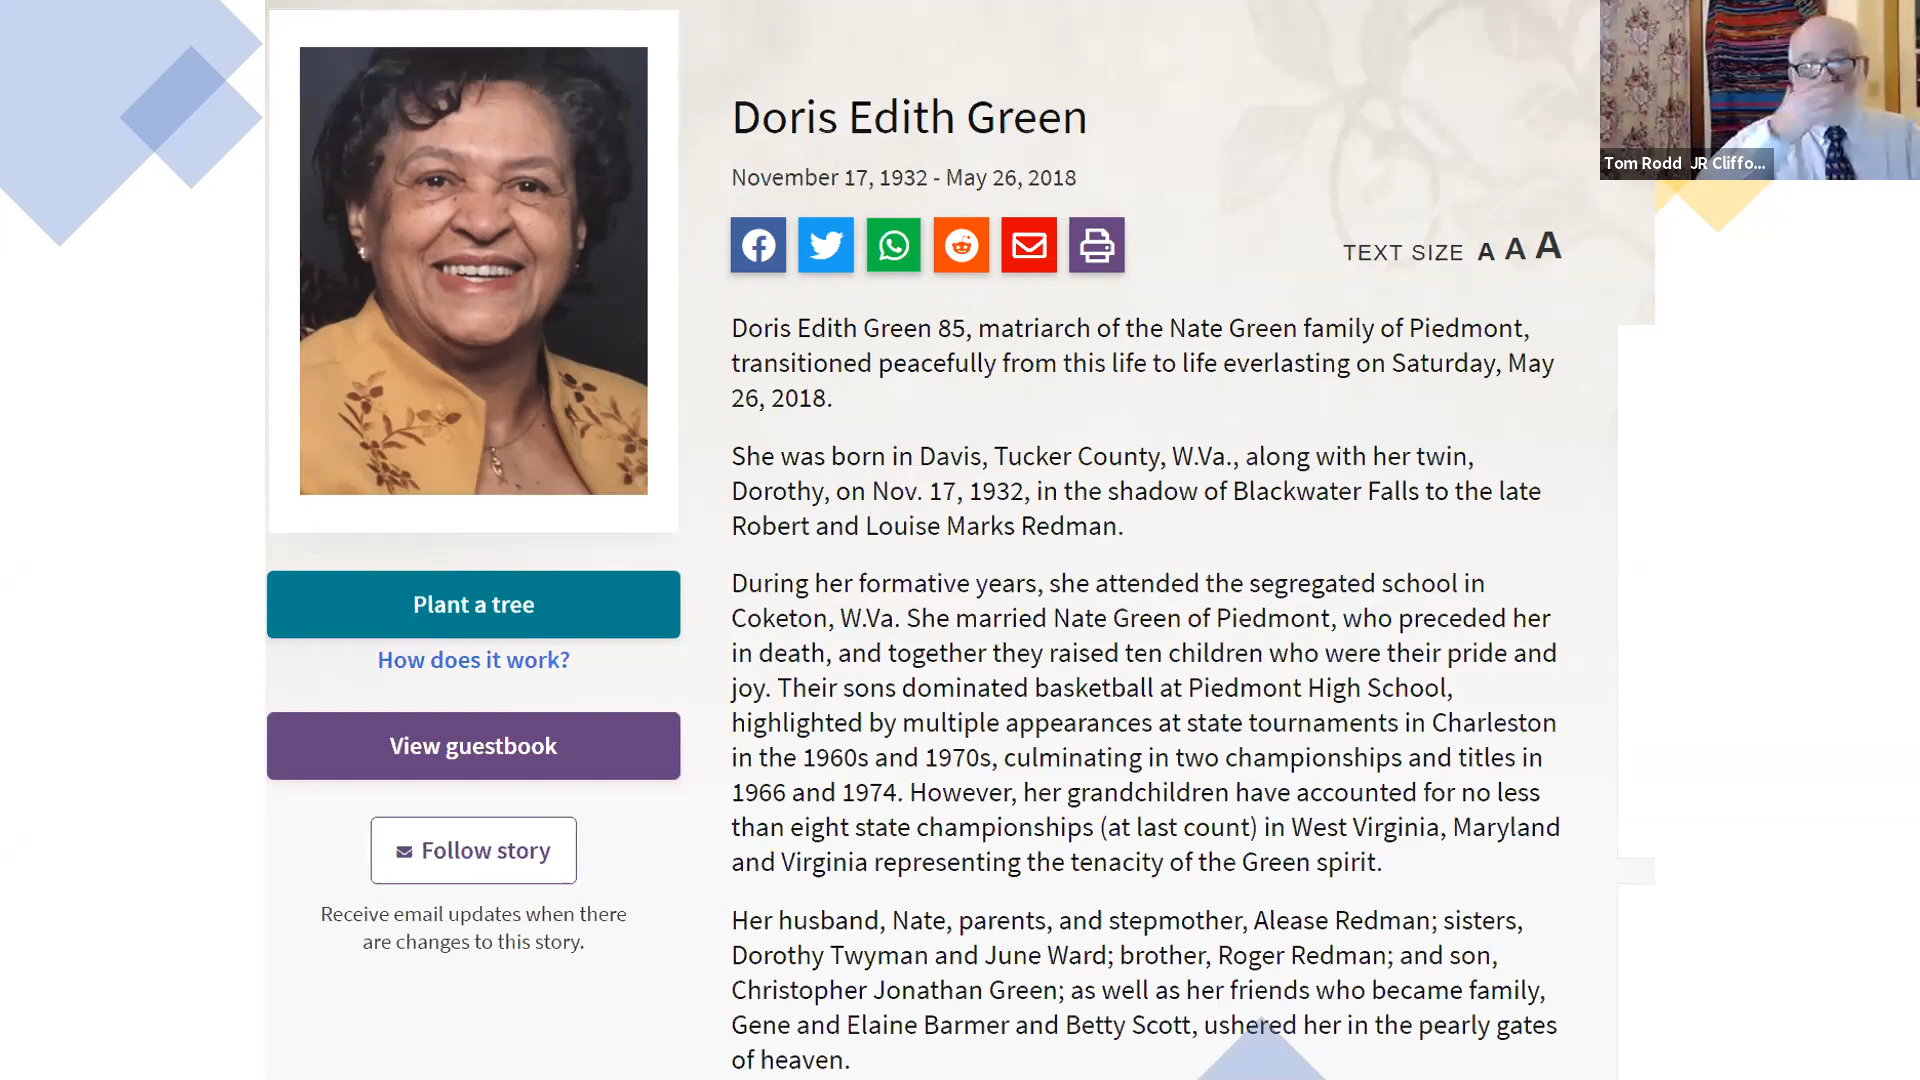 Doris Edith Green
November 17, 1932 - May 26, 2018
TEXT SIZE A A A
Doris Edith Green 85, matriarch of the Nate Green family of Piedmont,
transitioned peacefully from this life to life everlasting on Saturday, May
26, 2018.
She was born in Davis, Tucker County, W.Va., along with her twin,
Dorothy, on Nov. 17, 1932, in the shadow of Blackwater Falls to the late
Robert and Louise Marks Redman.
During her formative years, she attended the segregated school in
Coketon, W.Va. She married Nate Green of Piedmont, who preceded her
in death, and together they raised ten children who were their pride and
joy. Their sons dominated basketball at Piedmont High School,
highlighted by multiple appearances at state tournaments in Charleston
in the 1960s and 1970s, culminating in two championships and titles in
1966 and 1974. However, her grandchildren have accounted for no less
than eight state championships (at last count) in West Virginia, Maryland
and Virginia representing the tenacity of the Green spirit.
Her husband, Nate, parents, and stepmother, Alease Redman; sisters,
Dorothy Twyman and June Ward; brother, Roger Redman; and son,
Christopher Jonathan Green; as well as her friends who became family,
Gene and Elaine Barmer and Betty Scott, ushered her in the pearly gates
of heaven.
Plant a tree
How does it work?
View guestbook
Follow story
Receive email updates when there
are changes to this story.
Tom Rodd JR Cliffo...